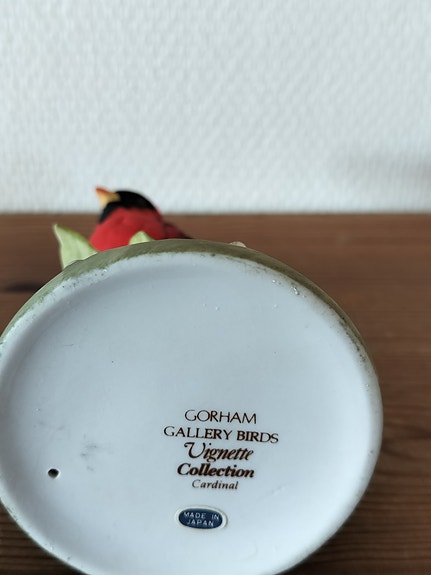 GORHAM
GALLERY BIRDS
Vignette
Collection
Cardinal
MADE IN
JAPAN